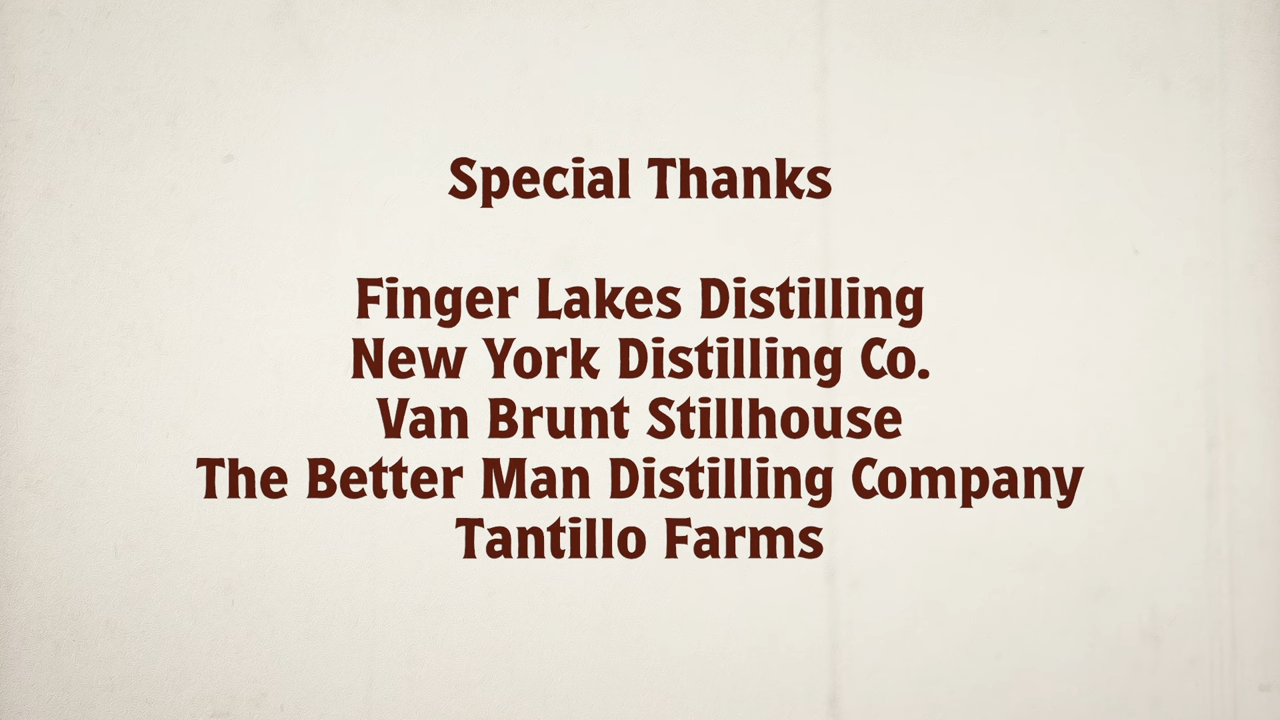 Special Thanks
Finger Lakes Distilling
New York Distilling Co.
Van Brunt Stillhouse
The Better Man Distilling Company
Tantillo Farms